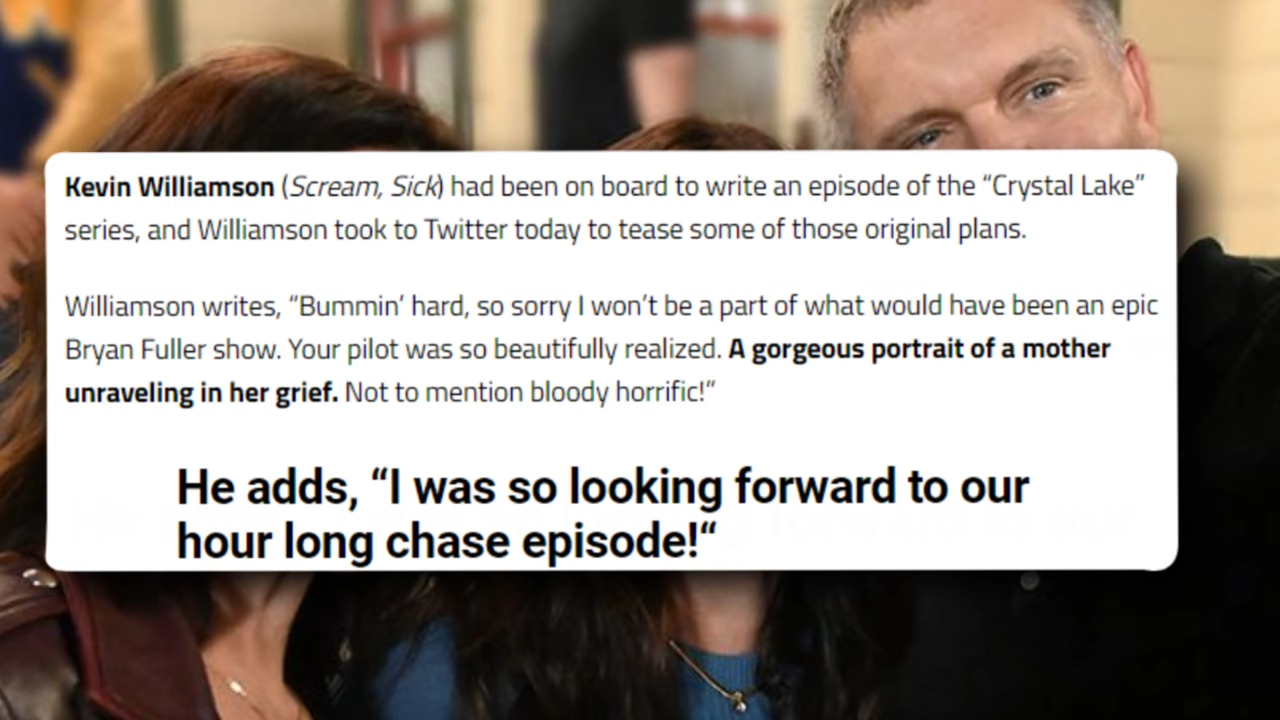 Kevin Williamson (Scream, Sick) had been on board to write an episode of the “Crystal Lake”
series, and Williamson took to Twitter today to tease some of those original plans.
Williamson writes, “Bummin’ hard, so sorry I won’t be a part of what would have been an epic
Bryan Fuller show. Your pilot was so beautifully realized. A gorgeous portrait of a mother
unraveling in her grief. Not to mention bloody horrific!”
He adds, “I was so looking forward to our
hour long chase episode!“